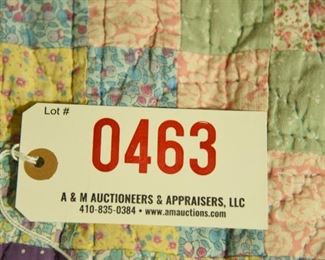 Lot #
0463
A & M AUCTIONEERS & APPRAISERS, LLC
410-835-0384 • www.amauctions.com